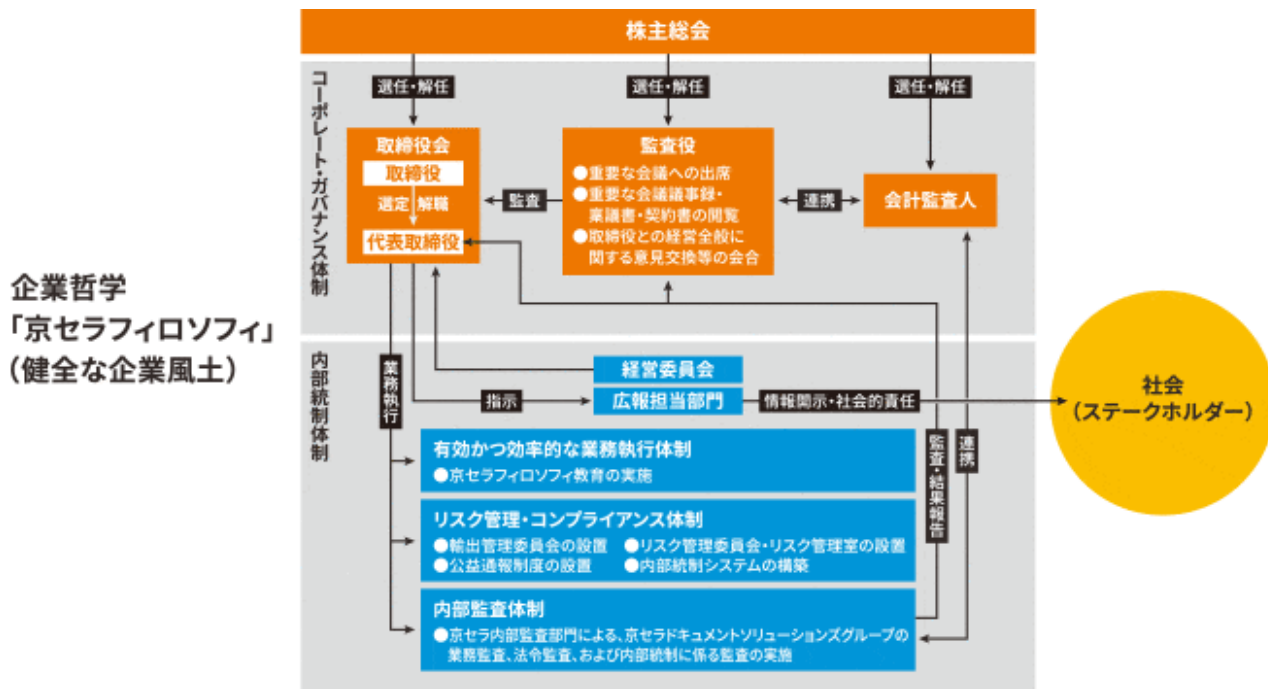 株主総会
コーポレート・ガバナンス体制
選任・解任
選任・解任
選任・解任
取締役会
取締役
選定 解職
代表取締役
監査
監査役
●重要な会議への出席
●重要な会議議事録・
稟議書・契約書の閲覧
●取締役との経営全般に
関する意見交換等の会合
連携
会計監査人
企業哲学
「京セラフィロソフィ」
（健全な企業風土）
内部統制体制
業務執行
経営委員会
指示
広報担当部門
情報開示・社会的責任
社会
（ステークホルダー）
有効かつ効率的な業務執行体制
●京セラフィロソフィ教育の実施
監査・結果報告
連携
リスク管理・コンプライアンス体制
●輸出管理委員会の設置 ●リスク管理委員会・リスク管理室の設置
●公益通報制度の設置 ●内部統制システムの構築
内部監査体制
●京セラ内部監査部門による、京セラドキュメントソリューションズグループの
業務監査、法令監査、および内部統制に係る監査の実施